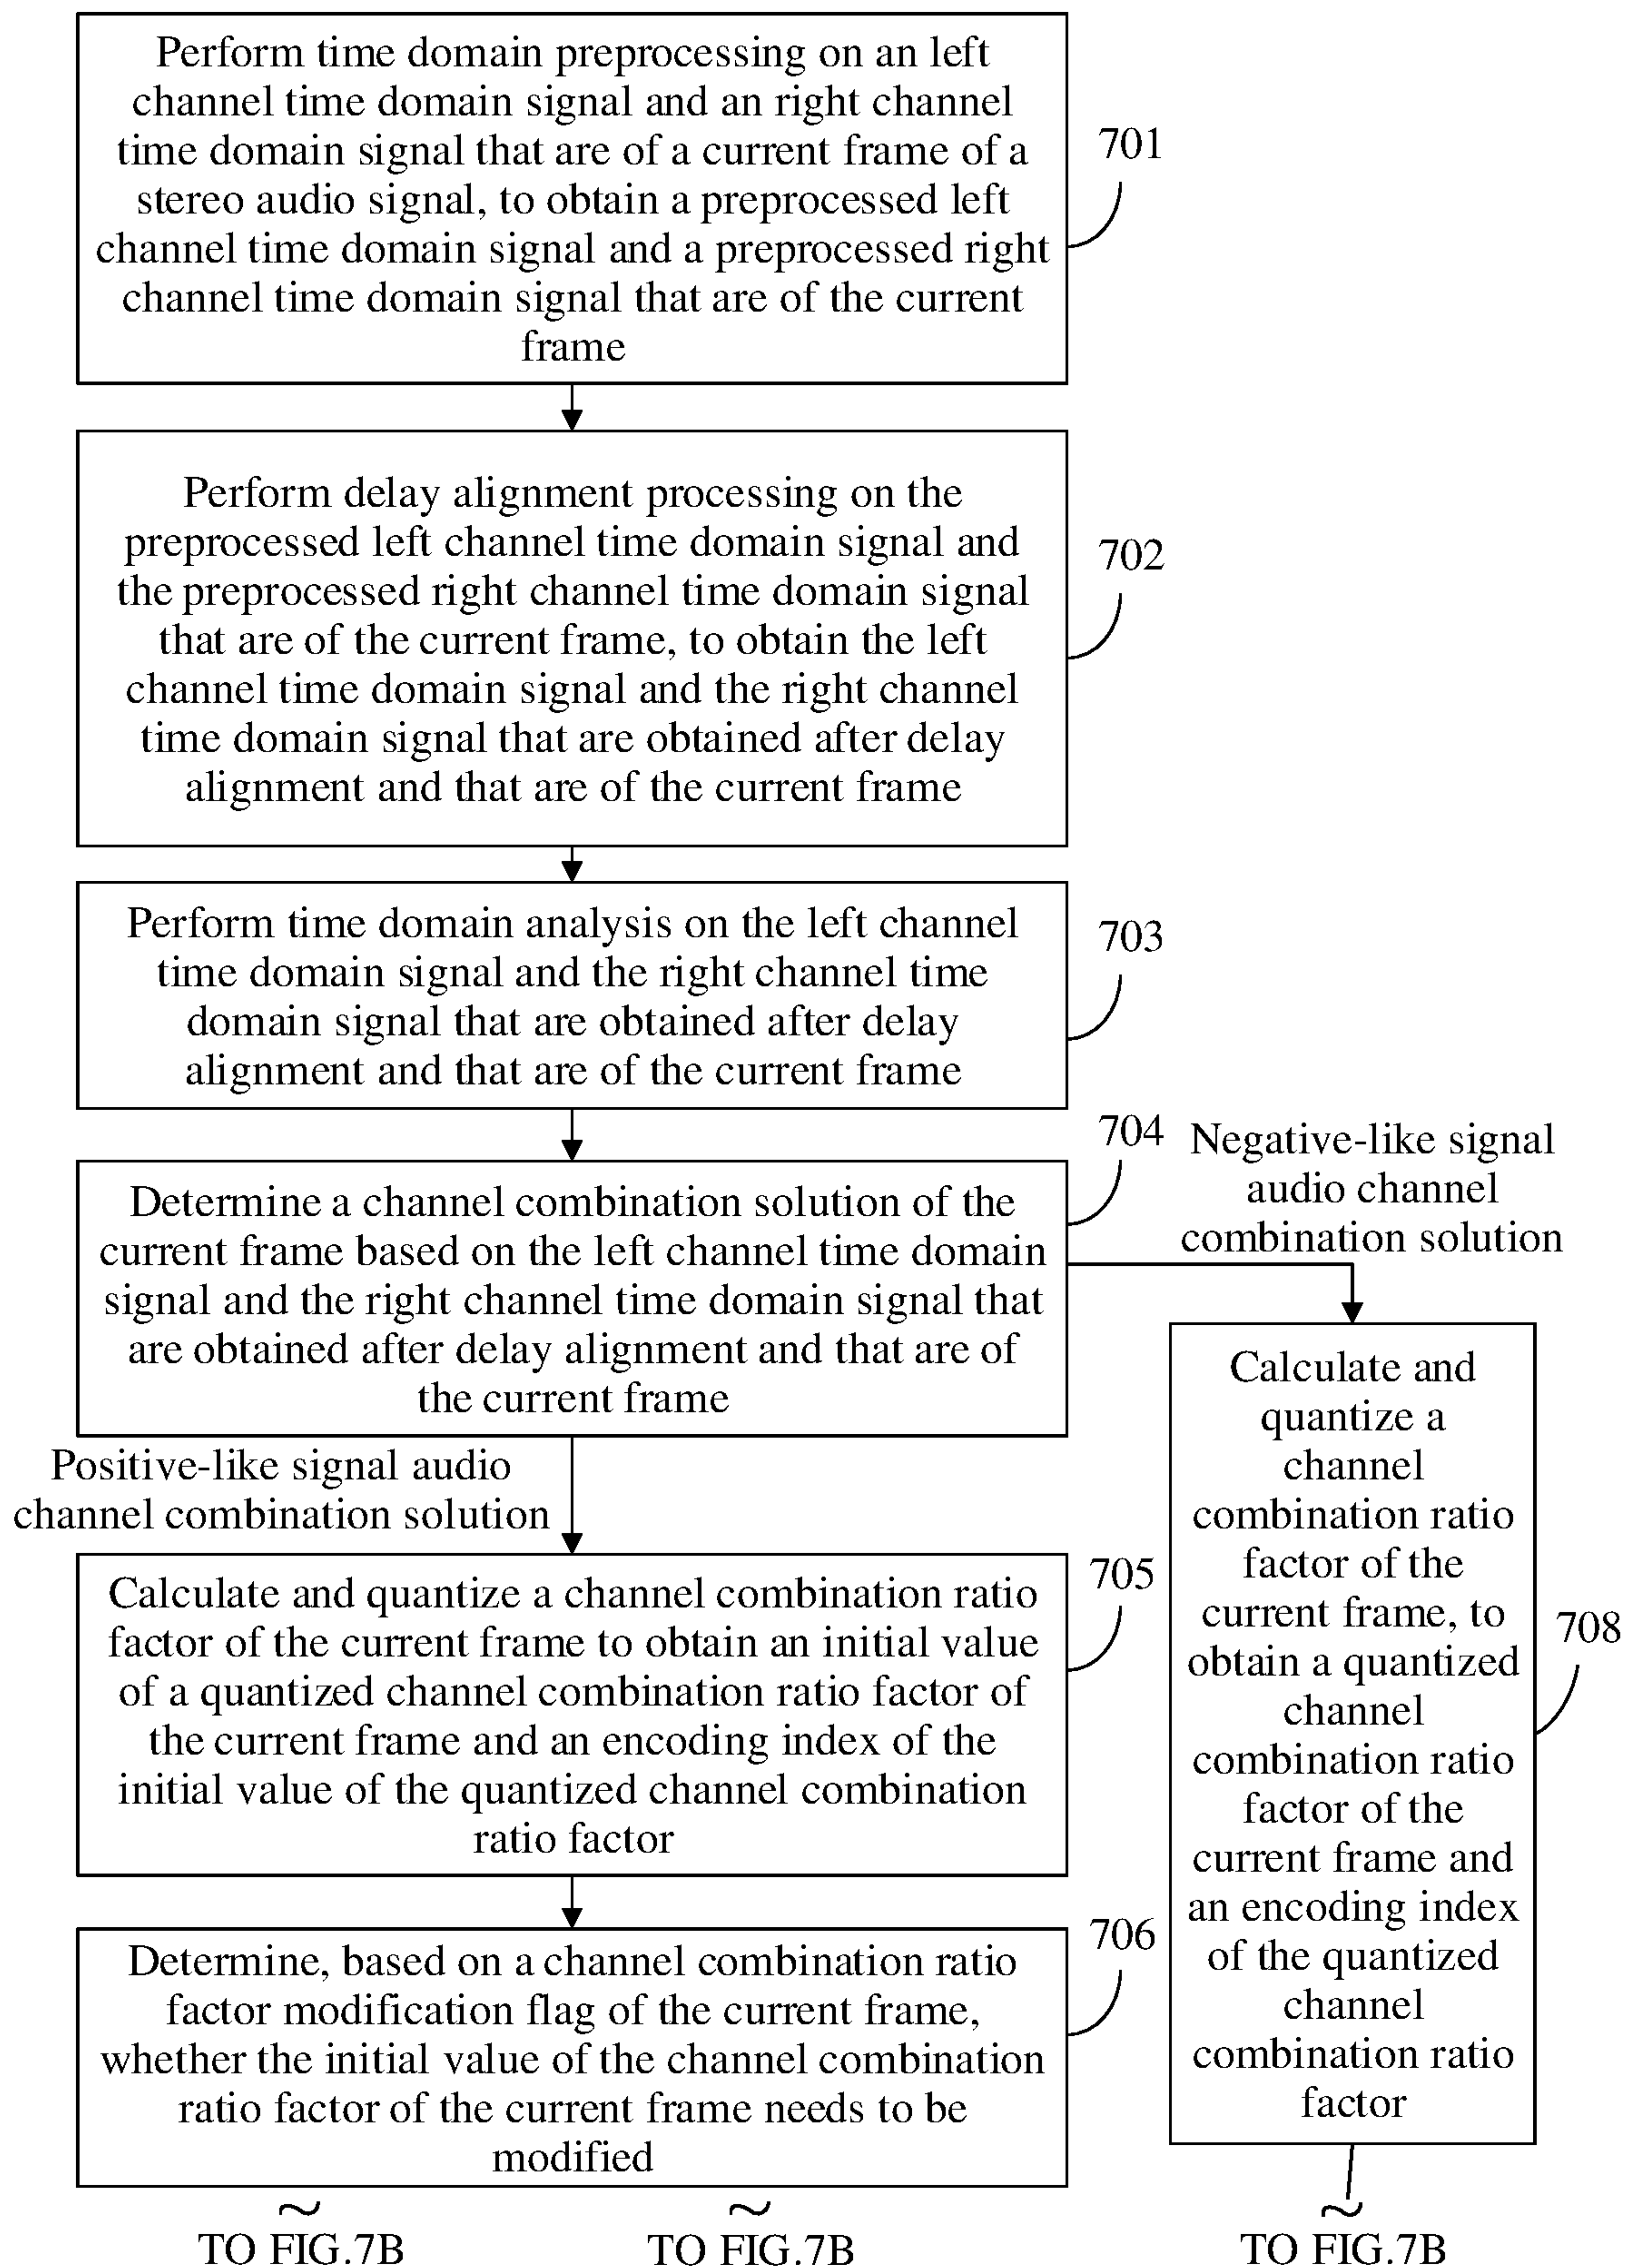 Perform time domain preprocessing on an left
channel time domain signal and an right channel
time domain signal that are of a current frame of a
stereo audio signal, to obtain a preprocessed left
channel time domain signal and a preprocessed right
channel time domain signal that are of the current
frame
701
Perform delay alignment processing on the
preprocessed left channel time domain signal and
the preprocessed right channel time domain signal
that are of the current frame, to obtain the left
channel time domain signal and the right channel
time domain signal that are obtained after delay
alignment and that are of the current frame
702
Perform time domain analysis on the left channel
time domain signal and the right channel time
domain signal that are obtained after delay
alignment and that are of the current frame
703
Determine a channel combination solution of the
current frame based on the left channel time domain
signal and the right channel time domain signal that
are obtained after delay alignment and that are of
the current frame
704
Negative-like signal
audio channel
combination solution
Positive-like signal audio
channel combination solution
Calculate and quantize a channel combination ratio
factor of the current frame to obtain an initial value
of a quantized channel combination ratio factor of
the current frame and an encoding index of the
initial value of the quantized channel combination
ratio factor
705
Determine, based on a channel combination ratio
factor modification flag of the current frame,
whether the initial value of the channel combination
ratio factor of the current frame needs to be
modified
706
Calculate and
quantize a
channel
combination ratio
factor of the
current frame, to
obtain a quantized
channel
combination ratio
factor of the
current frame and
an encoding index
of the quantized
channel
combination ratio
factor
708
TO FIG.7B
TO FIG.7B
TO FIG.7B